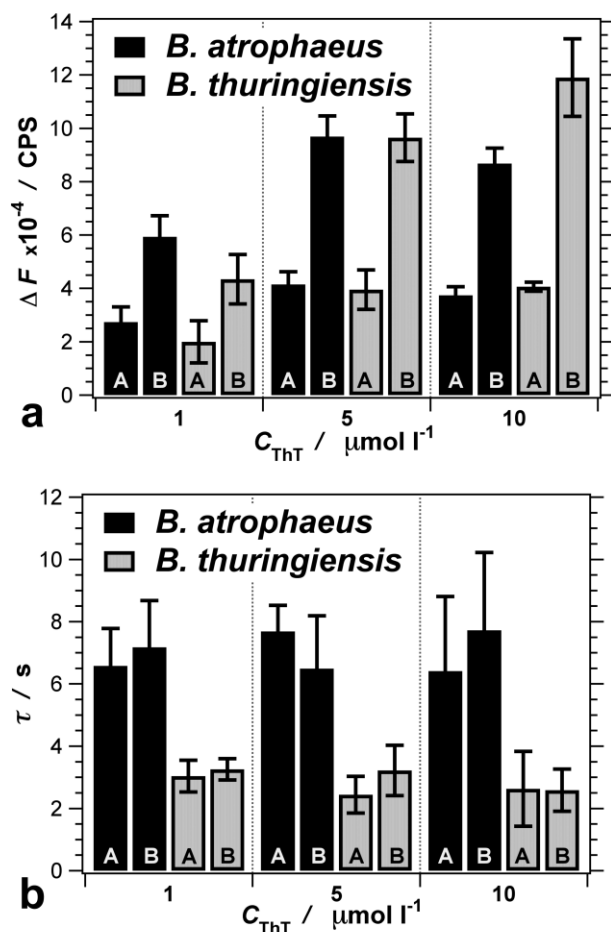 14
12
10
8
6
4
2
0
Δ F x10⁻⁴ / CPS
B. atrophaeus
B. thuringiensis
A B A B A B A B A B A B
1 5 10
C_ThT / μmol l⁻¹
a
12
10
8
6
4
2
0
τ / s
B. atrophaeus
B. thuringiensis
A B A B A B A B A B A B
1 5 10
C_ThT / μmol l⁻¹
b